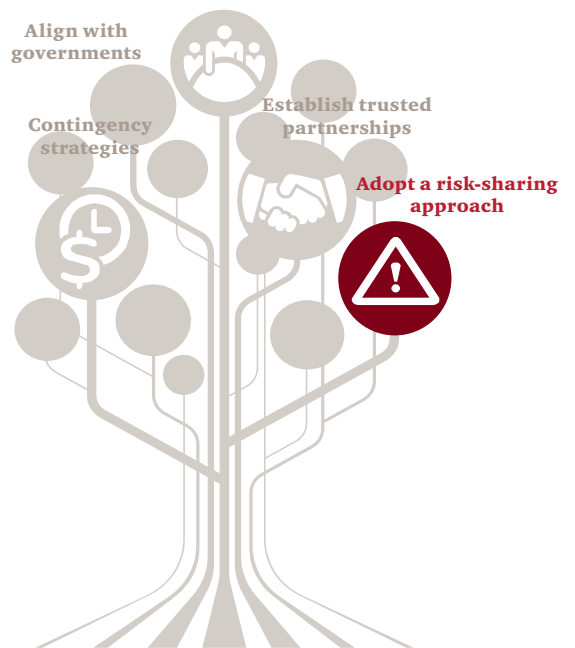 Align with
governments
Establish trusted
partnerships
Contingency
strategies
Adopt a risk-sharing
approach
$
!